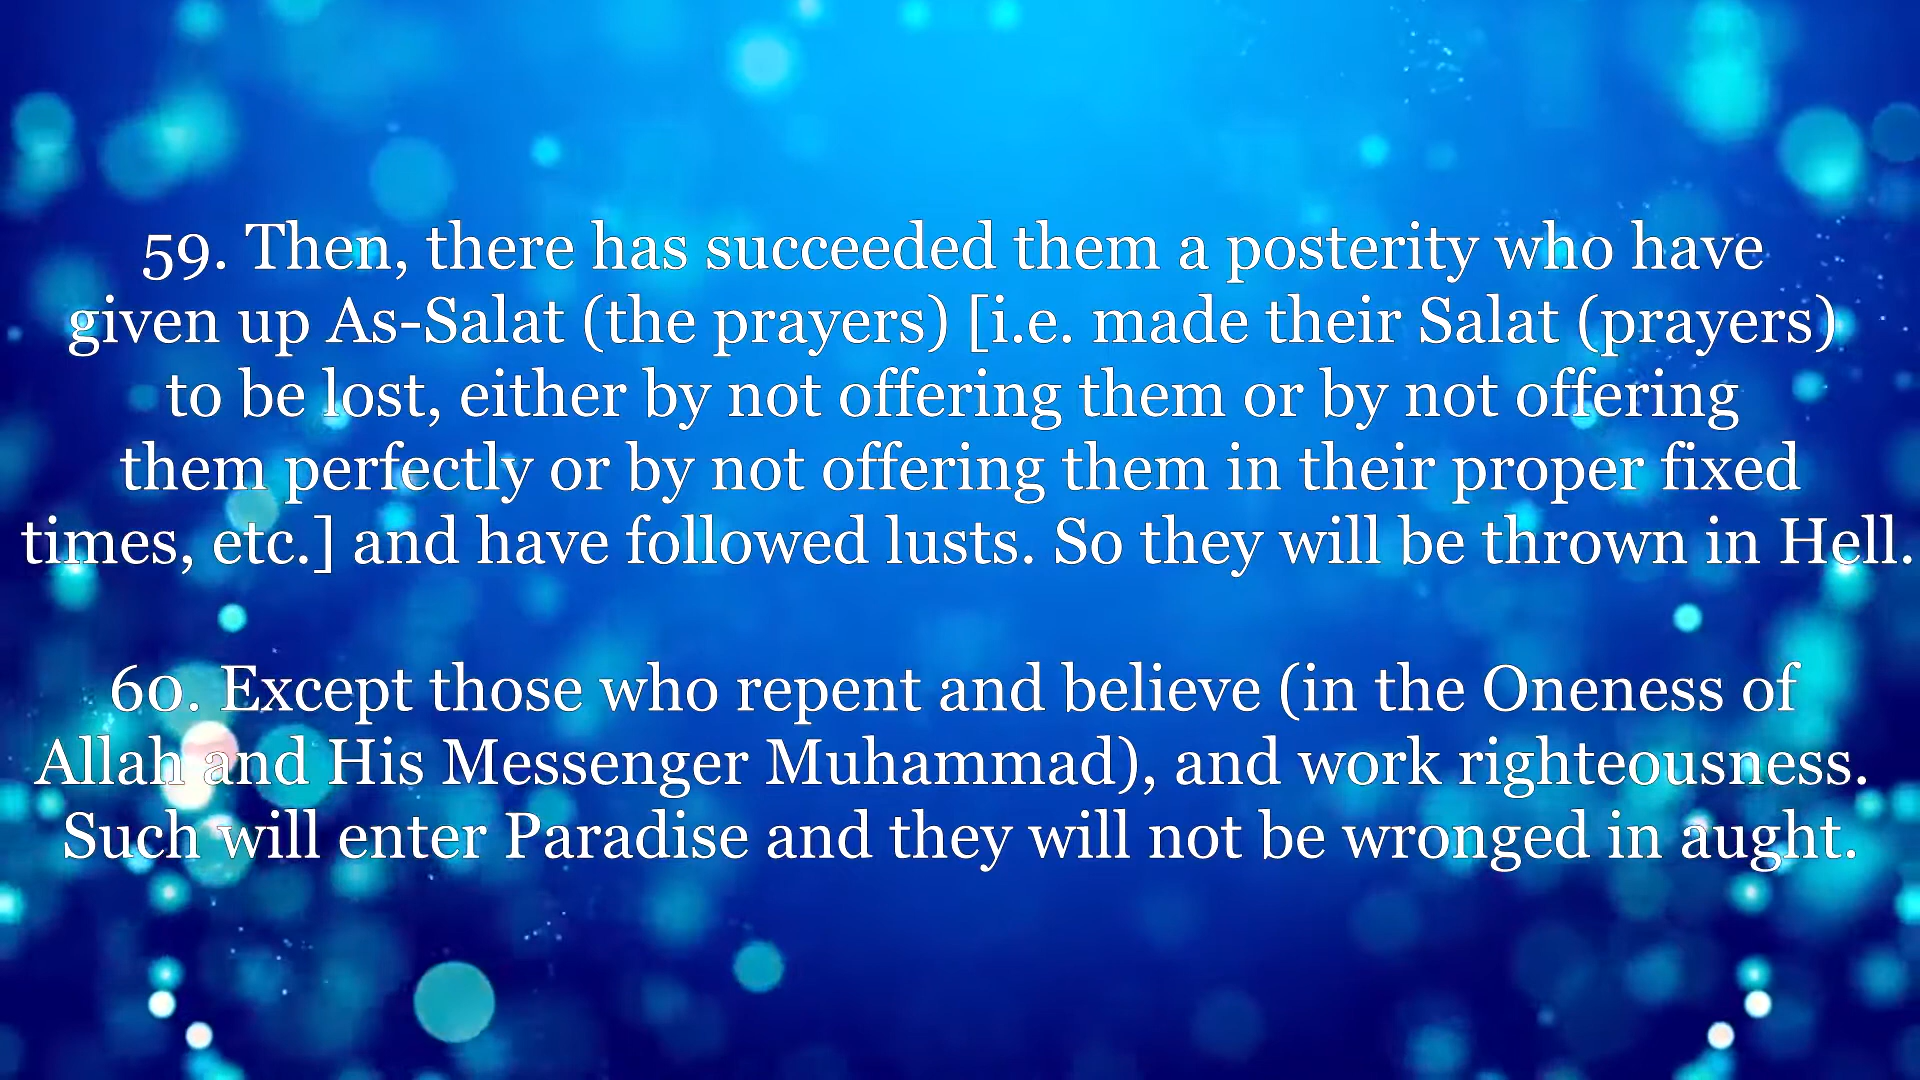 59. Then, there has succeeded them a posterity who have
given up As-Salat (the prayers) [i.e. made their Salat (prayers)
to be lost, either by not offering them or by not offering
them perfectly or by not offering them in their proper fixed
times, etc.] and have followed lusts. So they will be thrown in Hell.
60. Except those who repent and believe (in the Oneness of
Allah and His Messenger Muhammad), and work righteousness.
Such will enter Paradise and they will not be wronged in aught.